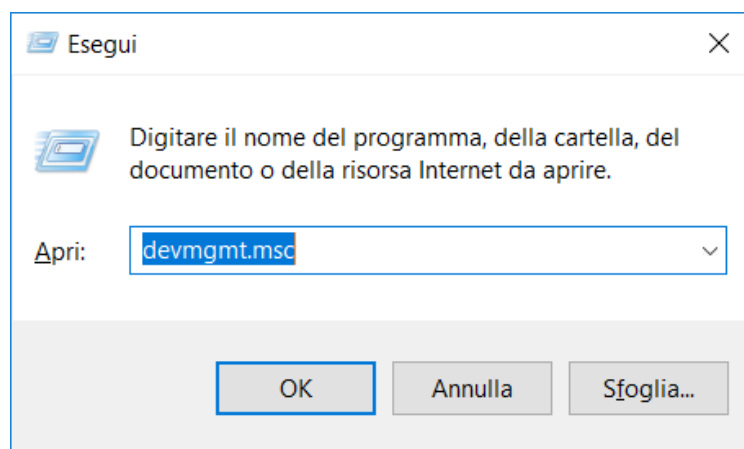 Esegui
Digitare il nome del programma, della cartella, del
documento o della risorsa Internet da aprire.
Apri: devmgmt.msc
OK Annulla Sfoglia...